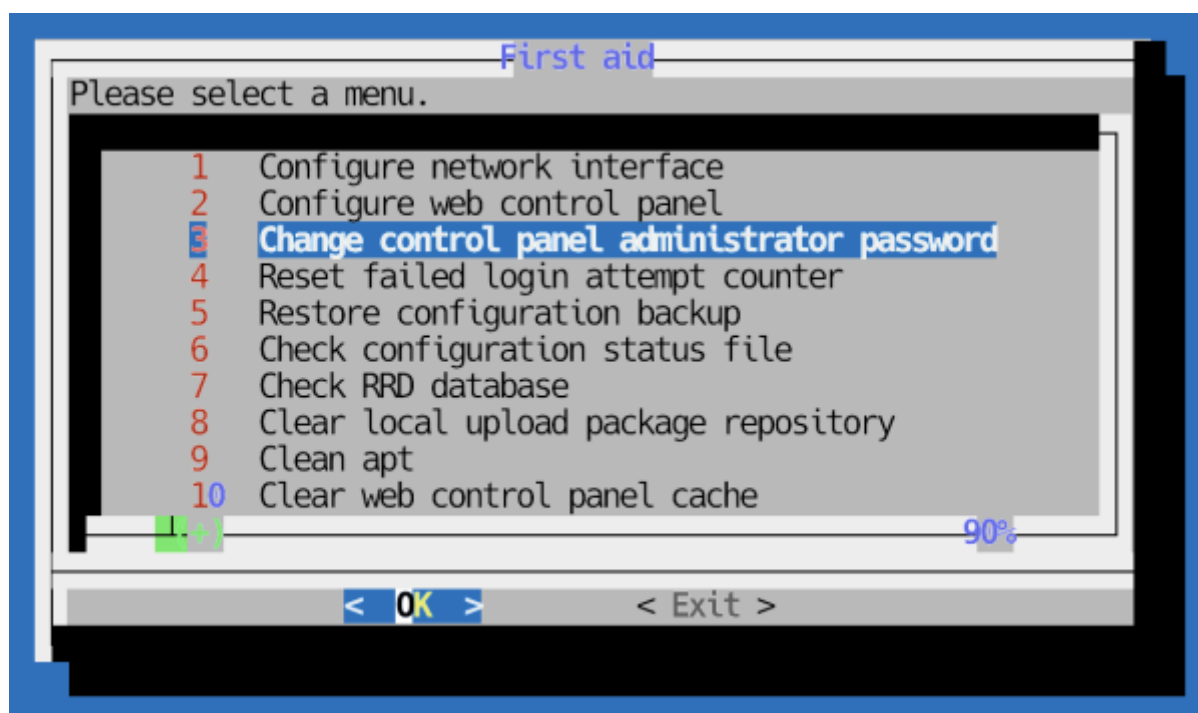 First aid
Please select a menu.
1 Configure network interface
2 Configure web control panel
3 Change control panel administrator password
4 Reset failed login attempt counter
5 Restore configuration backup
6 Check configuration status file
7 Check RRD database
8 Clear local upload package repository
9 Clean apt
10 Clear web control panel cache
(+) 90%
< OK > < Exit >